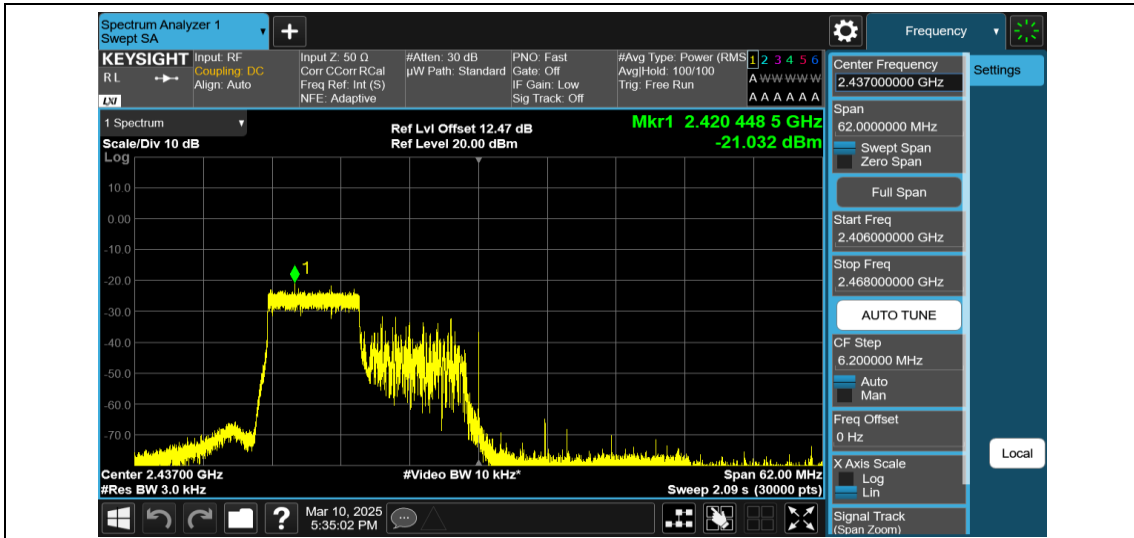 Spectrum Analyzer 1
Swept SA
Frequency
KEYSIGHT
R L
LXI
Input: RF
Coupling: DC
Align: Auto
Input Z: 50 Ω
Corr CCorr RCal
Freq Ref: Int (S)
NFE: Adaptive
#Atten: 30 dB
µW Path: Standard
PNO: Fast
Gate: Off
IF Gain: Low
Sig Track: Off
#Avg Type: Power (RMS
Avg|Hold: 100/100
Trig: Free Run
1 2 3 4 5 6
A W W W W W
A A A A A A
1 Spectrum
Scale/Div 10 dB
Ref Lvl Offset 12.47 dB
Ref Level 20.00 dBm
Mkr1 2.420 448 5 GHz
-21.032 dBm
Log
10.0
0.00
-10.0
1
-20.0
-30.0
-40.0
-50.0
-60.0
-70.0
Center 2.43700 GHz
#Res BW 3.0 kHz
#Video BW 10 kHz*
Span 62.00 MHz
Sweep 2.09 s (30000 pts)
Center Frequency
2.437000000 GHz
Settings
Span
62.0000000 MHz
Swept Span
Zero Span
Full Span
Start Freq
2.406000000 GHz
Stop Freq
2.468000000 GHz
AUTO TUNE
CF Step
6.200000 MHz
Auto
Man
Freq Offset
0 Hz
Local
X Axis Scale
Log
Lin
Signal Track
(Span Zoom)
?
Mar 10, 2025
5:35:02 PM